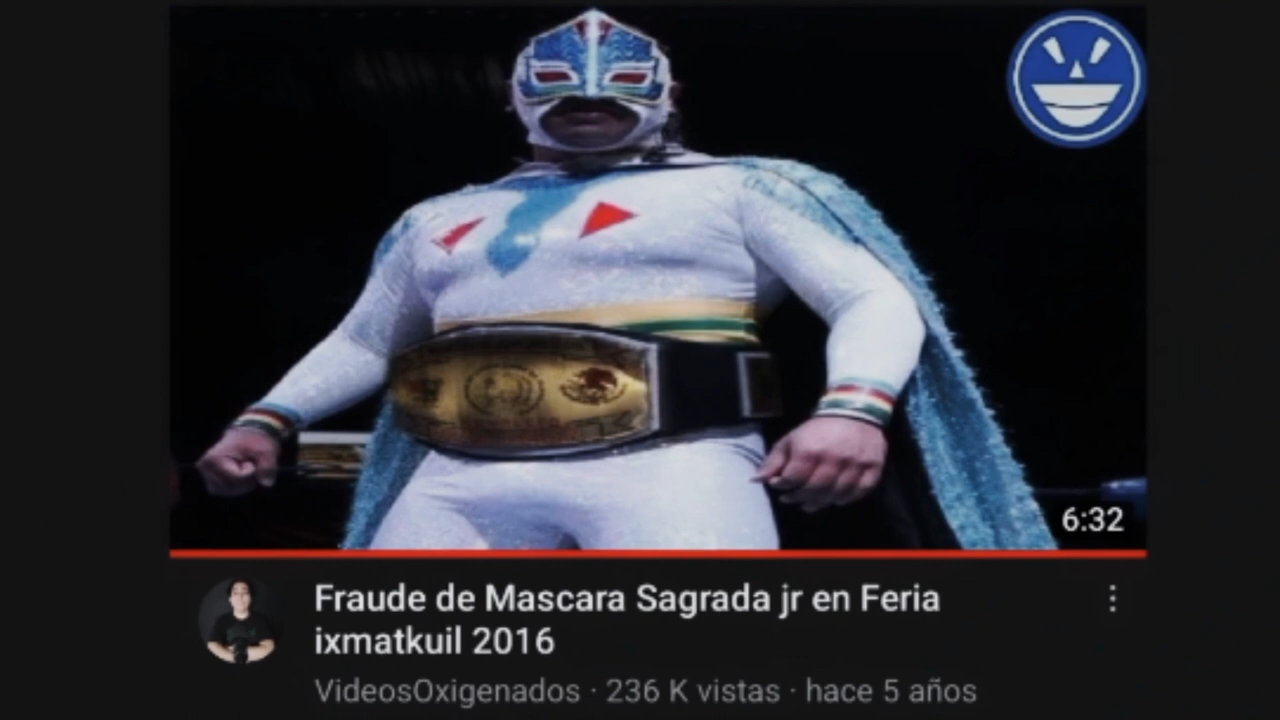 6:32
Fraude de Mascara Sagrada jr en Feria
ixmatkuil 2016
VideosOxigenados · 236 K vistas · hace 5 años